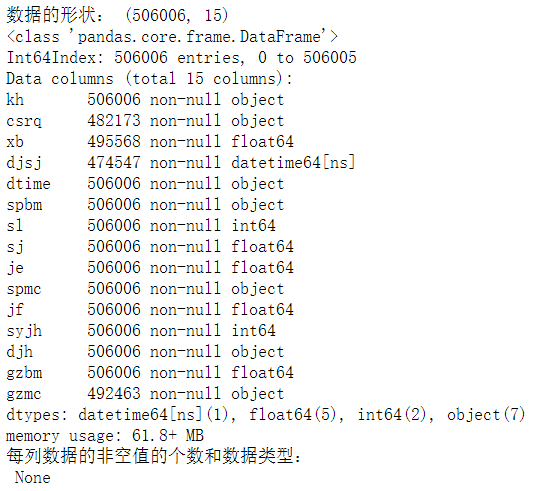 数据的形状： (506006, 15)
<class 'pandas.core.frame.DataFrame'>
Int64Index: 506006 entries, 0 to 506005
Data columns (total 15 columns):
kh       506006 non-null object
csrq     482173 non-null object
xb       495568 non-null float64
djsj     474547 non-null datetime64[ns]
dtime    506006 non-null object
spbm     506006 non-null object
sl       506006 non-null int64
sj       506006 non-null float64
je       506006 non-null float64
spmc     506006 non-null object
jf       506006 non-null float64
syjh     506006 non-null int64
djh      506006 non-null object
gzbm     506006 non-null float64
gzmc     492463 non-null object
dtypes: datetime64[ns](1), float64(5), int64(2), object(7)
memory usage: 61.8+ MB
每列数据的非空值的个数和数据类型：
 None